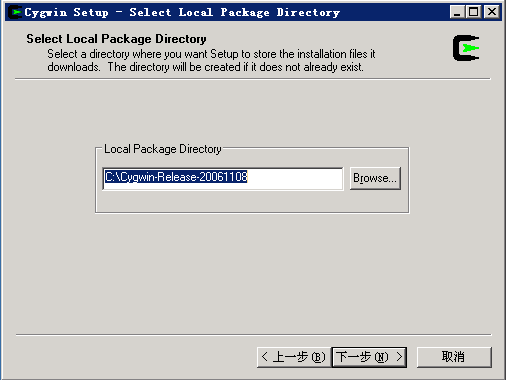 Cygwin Setup - Select Local Package Directory
Select Local Package Directory
Select a directory where you want Setup to store the installation files it
downloads. The directory will be created if it does not already exist.
Local Package Directory
C:\Cygwin-Release-20061108
Browse...
< 上一步(B)
下一步(N) >
取消